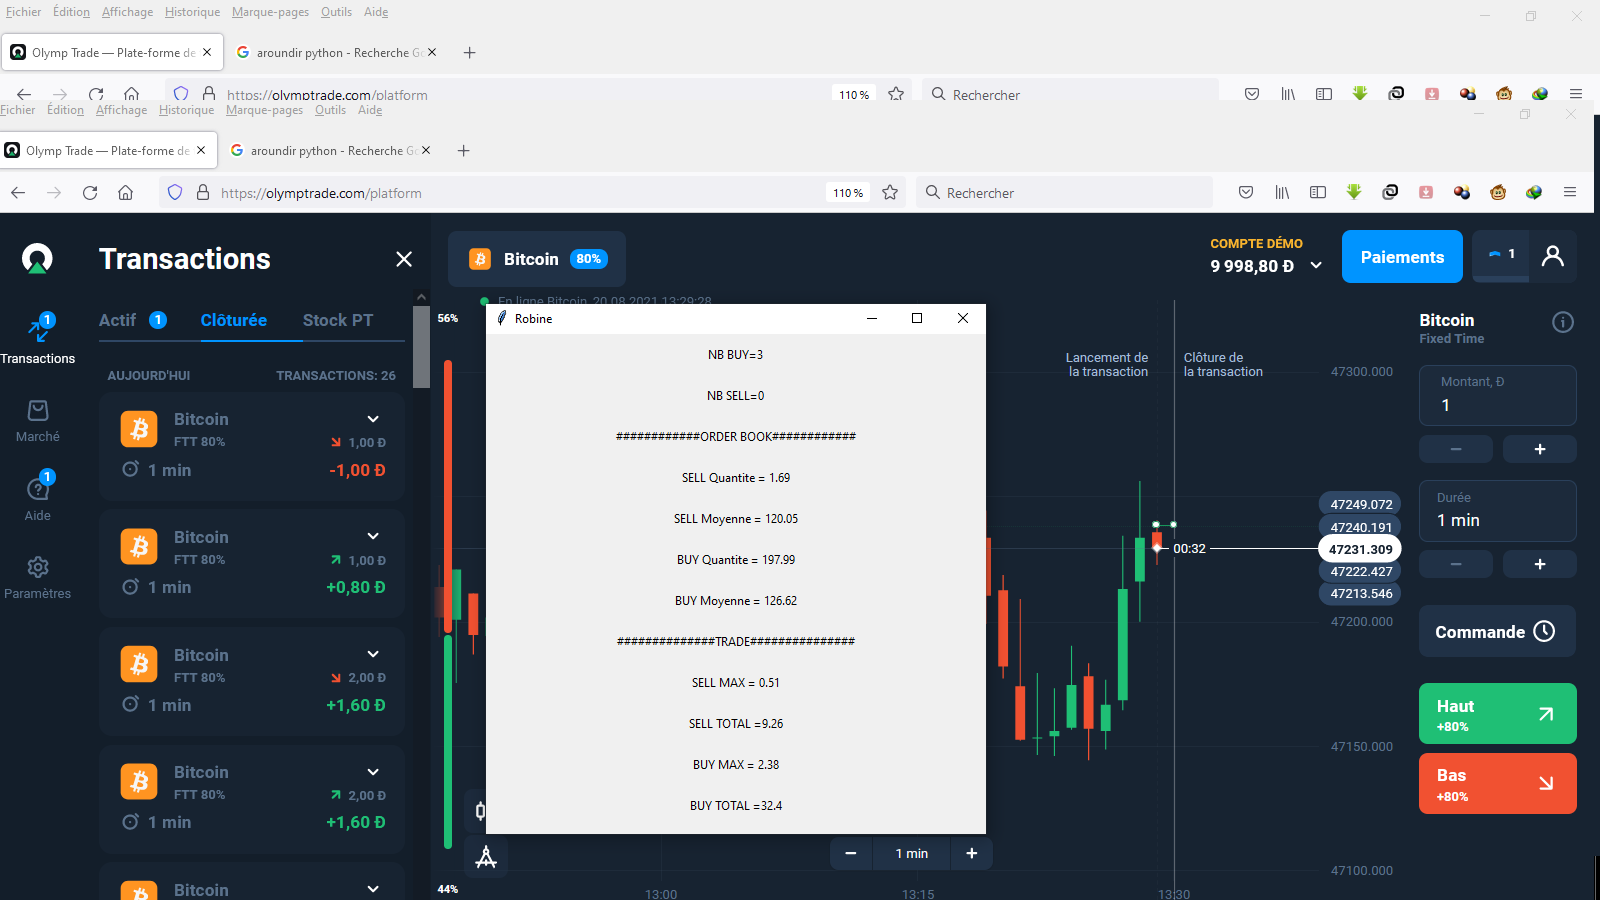 Fichier Édition Affichage Historique Marque-pages Outils Aide
Olymp Trade — Plate-forme de
aroundir python - Recherche Go
https://olymptrade.com/platform
110 %
Rechercher
Fichier Édition Affichage Historique Marque-pages Outils Aide
Olymp Trade — Plate-forme de
aroundir python - Recherche Go
https://olymptrade.com/platform
110 %
Rechercher
Transactions
Bitcoin 80%
COMPTE DÉMO
9 998,80 Đ
Paiements
1
1
Transactions
Marché
1
Aide
Paramètres
Actif 1 Clôturée Stock PT
AUJOURD'HUI TRANSACTIONS: 26
Bitcoin
FTT 80% 1,00 Đ
1 min -1,00 Đ
Bitcoin
FTT 80% 1,00 Đ
1 min +0,80 Đ
Bitcoin
FTT 80% 2,00 Đ
1 min +1,60 Đ
Bitcoin
FTT 80% 2,00 Đ
1 min +1,60 Đ
Bitcoin
56%
44%
En ligne Bitcoin, 20.08.2021 13:29:28
Robine
NB BUY=3
NB SELL=0
############ORDER BOOK############
SELL Quantite = 1.69
SELL Moyenne = 120.05
BUY Quantite = 197.99
BUY Moyenne = 126.62
##############TRADE###############
SELL MAX = 0.51
SELL TOTAL =9.26
BUY MAX = 2.38
BUY TOTAL =32.4
Lancement de
la transaction
Clôture de
la transaction
47300.000
47249.072
47240.191
00:32
47231.309
47222.427
47213.546
47200.000
47150.000
47100.000
1 min
13:00
13:15
13:30
Bitcoin
Fixed Time
Montant, Đ
1
− +
Durée
1 min
− +
Commande
Haut
+80%
Bas
+80%